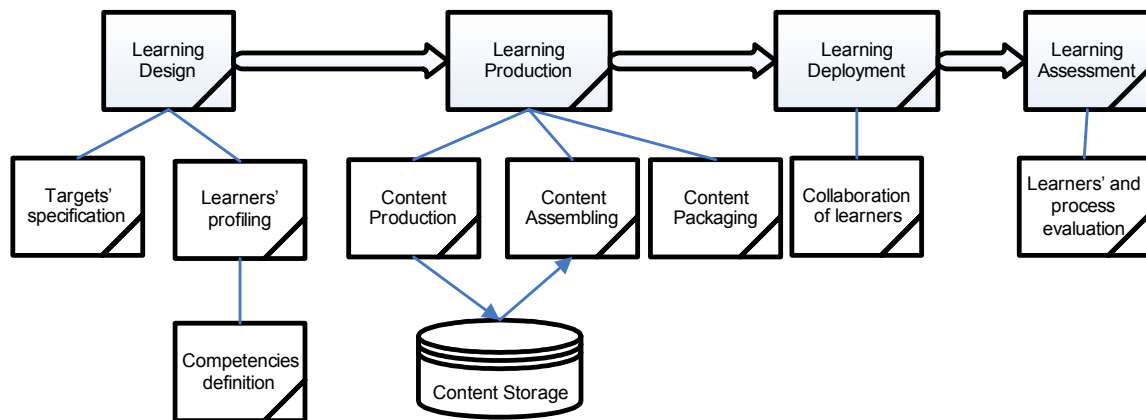 Learning
Design
Learning
Production
Learning
Deployment
Learning
Assessment
Targets’
specification
Learners’
profiling
Content
Production
Content
Assembling
Content
Packaging
Collaboration
of learners
Learners’ and
process
evaluation
Competencies
definition
Content Storage